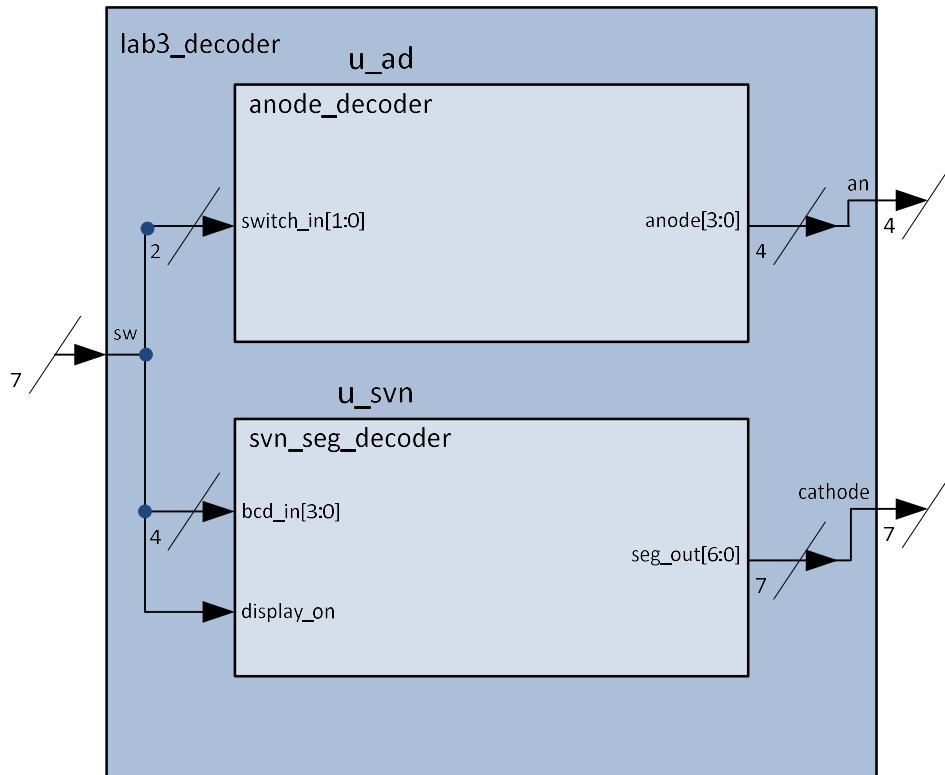 lab3_decoder
u_ad
anode_decoder
switch_in[1:0]
2
anode[3:0]
4
an
4
sw
7
u_svn
svn_seg_decoder
bcd_in[3:0]
4
display_on
seg_out[6:0]
7
cathode
7